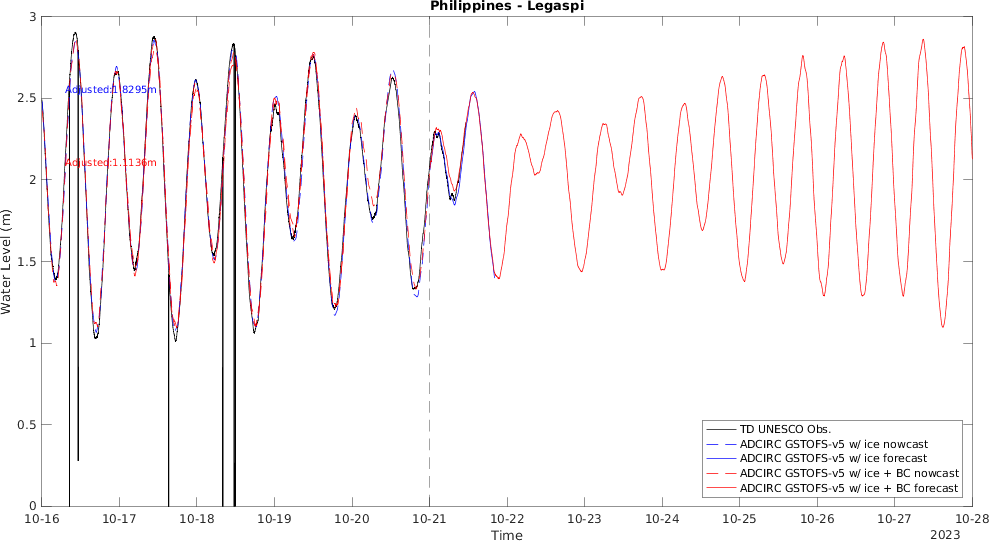 Philippines - Legaspi
3
2.5
2
1.5
1
0.5
0
Water Level (m)
Adjusted:1.8295m
Adjusted:1.1136m
TD UNESCO Obs.
ADCIRC GSTOFS-v5 w/ ice nowcast
ADCIRC GSTOFS-v5 w/ ice forecast
ADCIRC GSTOFS-v5 w/ ice + BC nowcast
ADCIRC GSTOFS-v5 w/ ice + BC forecast
10-16 10-17 10-18 10-19 10-20 10-21 10-22 10-23 10-24 10-25 10-26 10-27 10-28
Time
2023